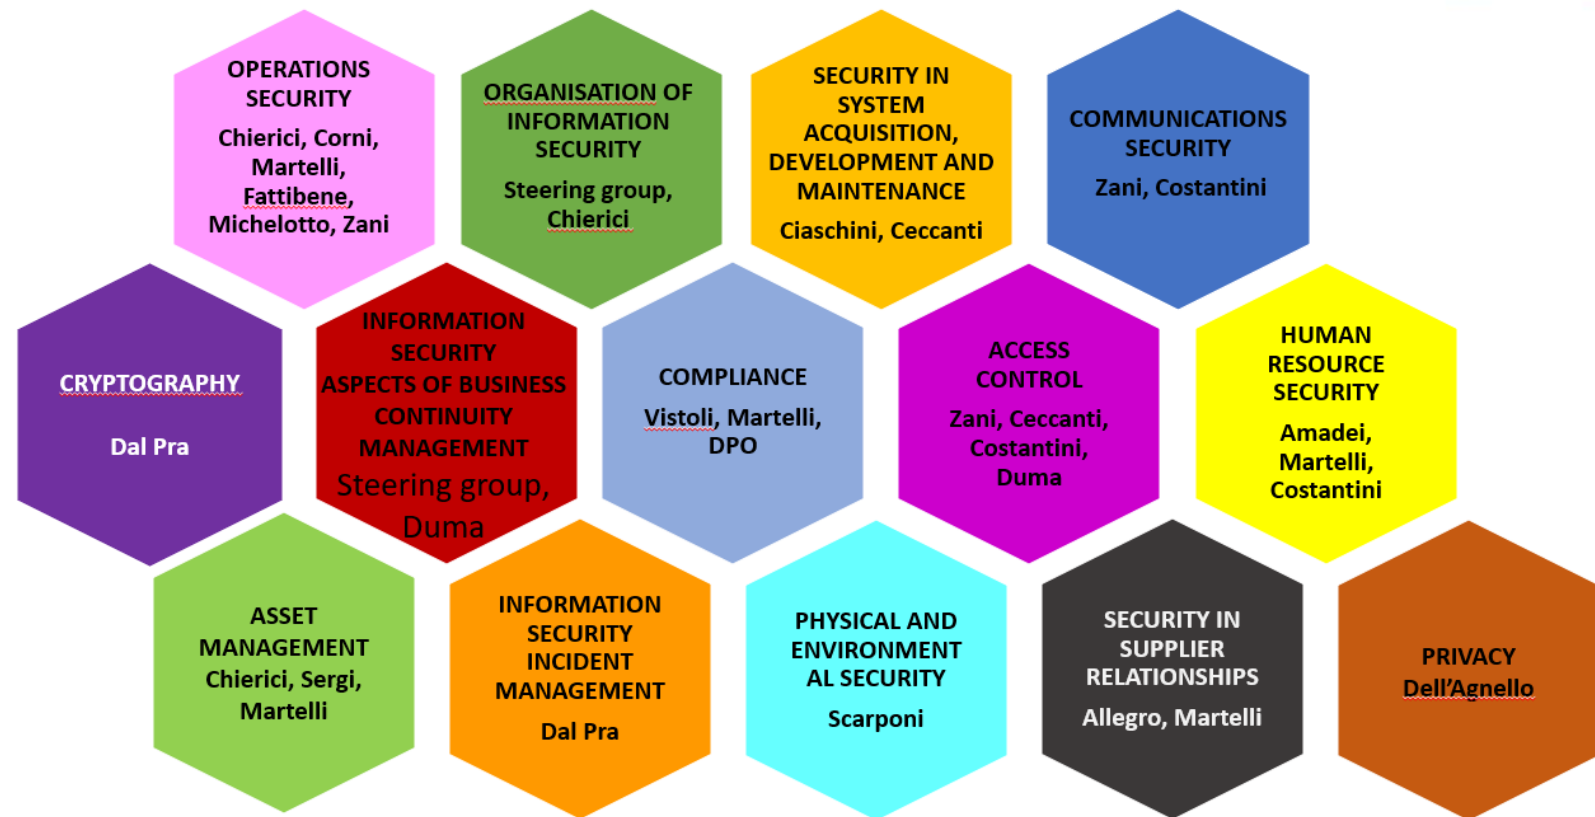 OPERATIONS
SECURITY
Chierici, Corni,
Martelli,
Fattibene,
Michelotto, Zani
ORGANISATION OF
INFORMATION
SECURITY
Steering group,
Chierici
SECURITY IN
SYSTEM
ACQUISITION,
DEVELOPMENT AND
MAINTENANCE
Ciaschini, Ceccanti
COMMUNICATIONS
SECURITY
Zani, Costantini
CRYPTOGRAPHY
Dal Pra
INFORMATION
SECURITY
ASPECTS OF BUSINESS
CONTINUITY
MANAGEMENT
Steering group,
Duma
COMPLIANCE
Vistoli, Martelli,
DPO
ACCESS
CONTROL
Zani, Ceccanti,
Costantini,
Duma
HUMAN
RESOURCE
SECURITY
Amadei,
Martelli,
Costantini
ASSET
MANAGEMENT
Chierici, Sergi,
Martelli
INFORMATION
SECURITY
INCIDENT
MANAGEMENT
Dal Pra
PHYSICAL AND
ENVIRONMENT
AL SECURITY
Scarponi
SECURITY IN
SUPPLIER
RELATIONSHIPS
Allegro, Martelli
PRIVACY
Dell’Agnello